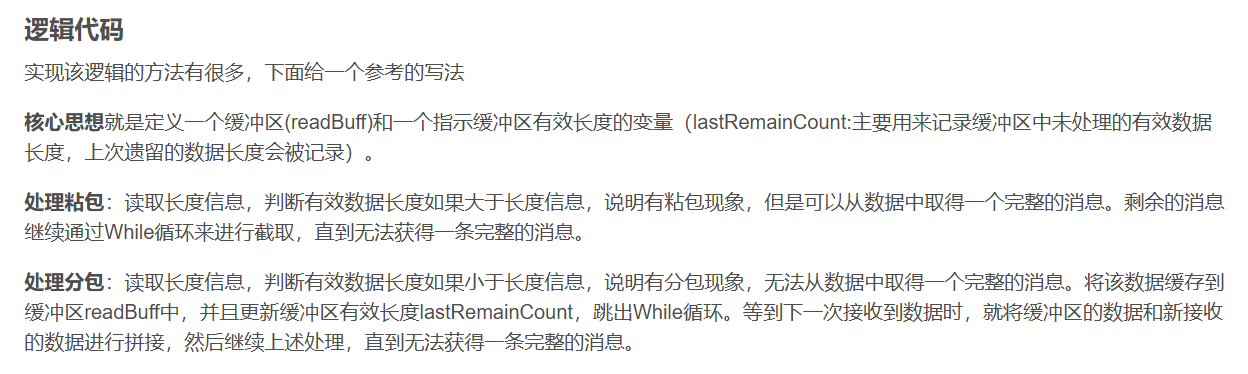 逻辑代码
实现该逻辑的方法有很多，下面给一个参考的写法
核心思想就是定义一个缓冲区(readBuff)和一个指示缓冲区有效长度的变量（lastRemainCount:主要用来记录缓冲区中未处理的有效数据
长度，上次遗留的数据长度会被记录）。
处理粘包：读取长度信息，判断有效数据长度如果大于长度信息，说明有粘包现象，但是可以从数据中取得一个完整的消息。剩余的消息
继续通过While循环来进行截取，直到无法获得一条完整的消息。
处理分包：读取长度信息，判断有效数据长度如果小于长度信息，说明有分包现象，无法从数据中取得一个完整的消息。将该数据缓存到
缓冲区readBuff中，并且更新缓冲区有效长度lastRemainCount，跳出While循环。等到下一次接收到数据时，就将缓冲区的数据和新接收
的数据进行拼接，然后继续上述处理，直到无法获得一条完整的消息。